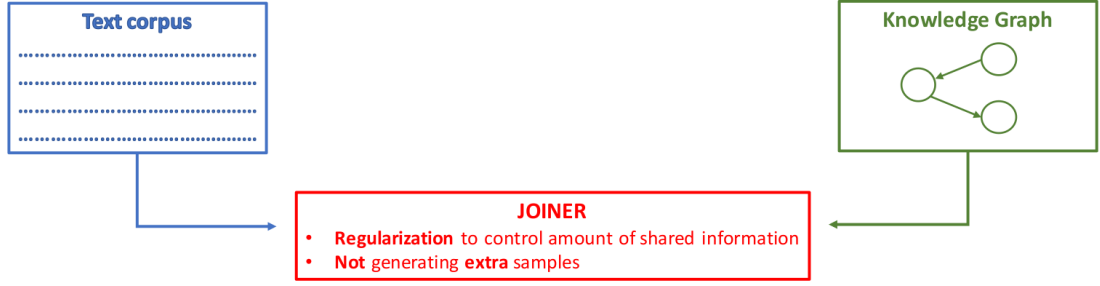 Text corpus
Knowledge Graph
JOINER
• Regularization to control amount of shared information
• Not generating extra samples